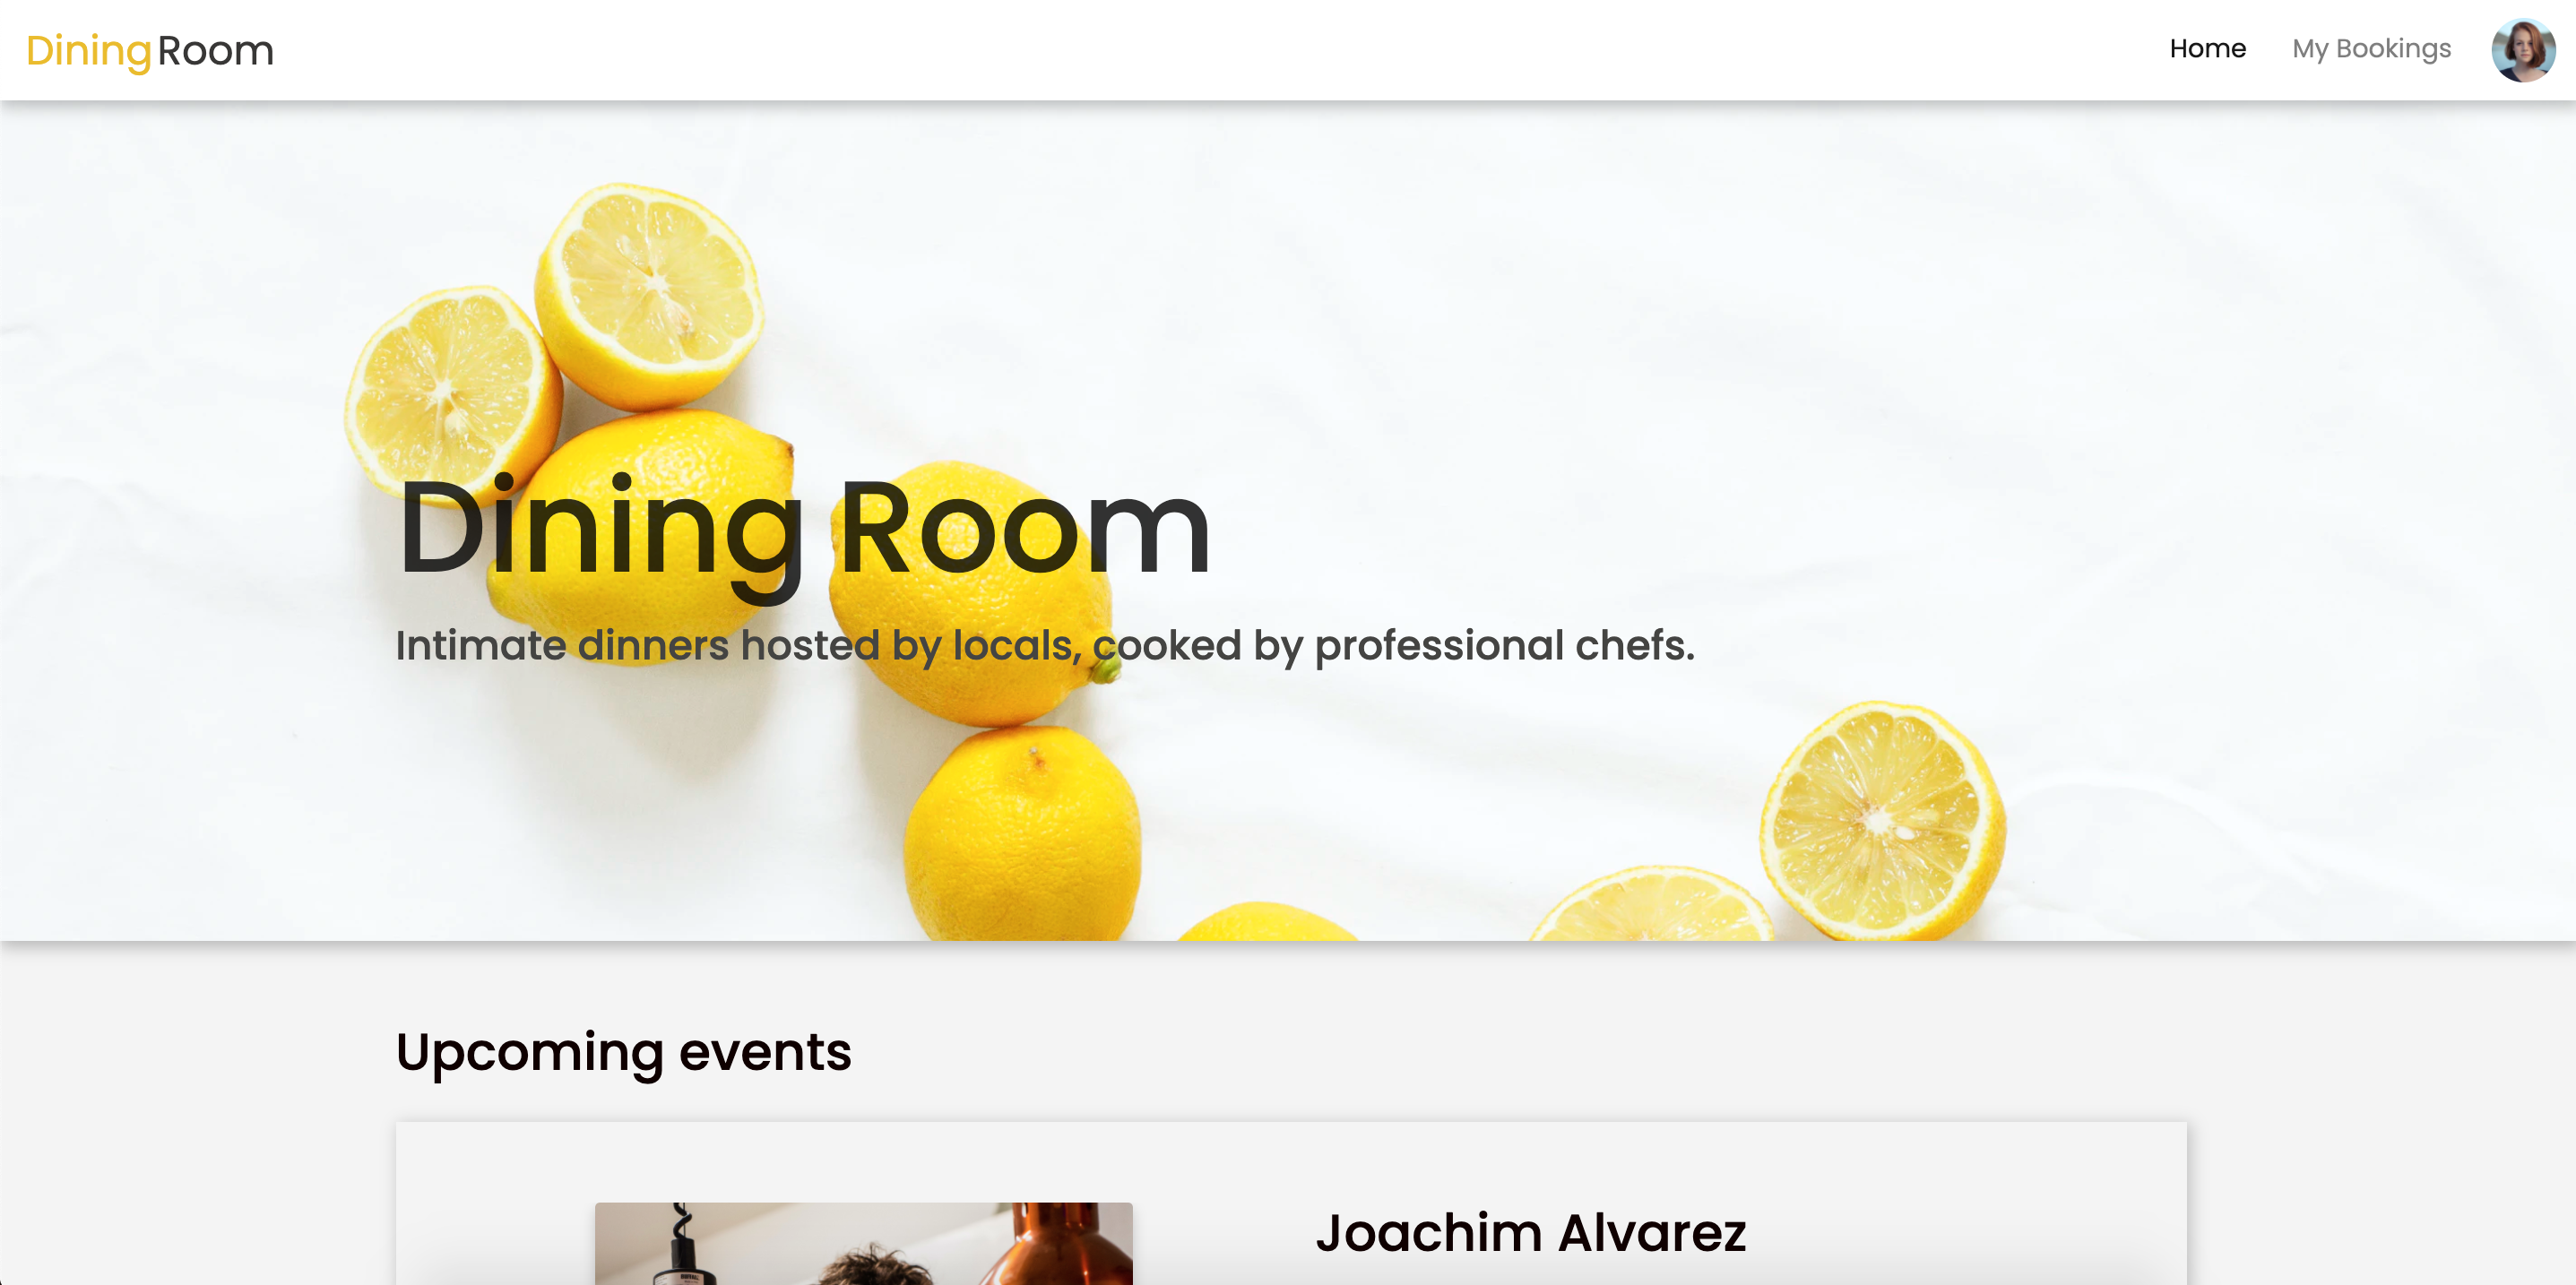 DiningRoom
Home
My Bookings
Dining Room
Intimate dinners hosted by locals, cooked by professional chefs.
Upcoming events
Joachim Alvarez